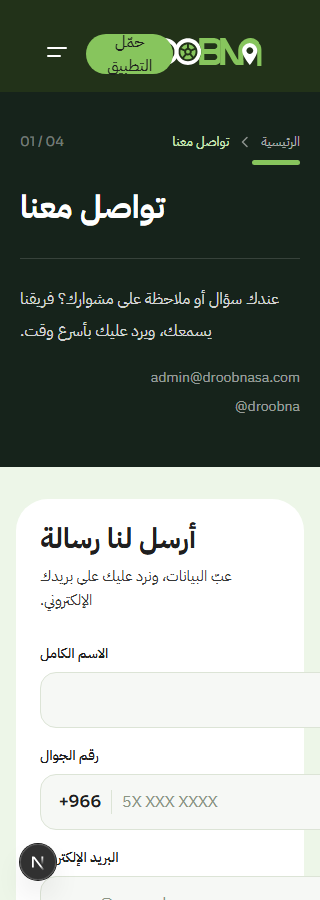 حمّل
التطبيق
01 / 04
الرئيسية
تواصل معنا
تواصل معنا
عندك سؤال أو ملاحظة على مشوارك؟ فريقنا
يسمعك، ويرد عليك بأسرع وقت.
admin@droobnasa.com
@droobna
أرسل لنا رسالة
عبّ البيانات، ونرد عليك على بريدك
الإلكتروني.
الاسم الكامل
رقم الجوال
+966 5X XXX XXXX
البريد
N